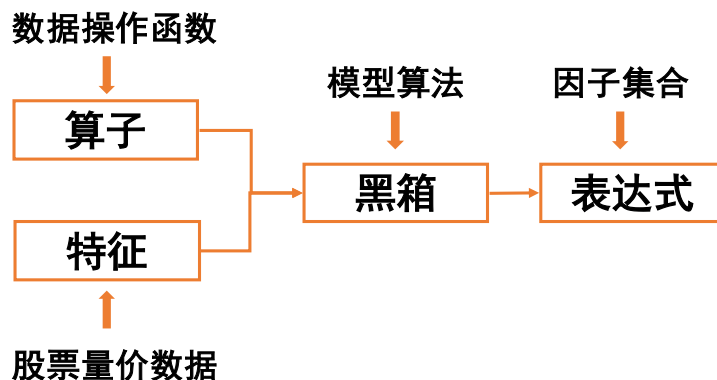 数据操作函数
算子
特征
股票量价数据
模型算法
黑箱
因子集合
表达式